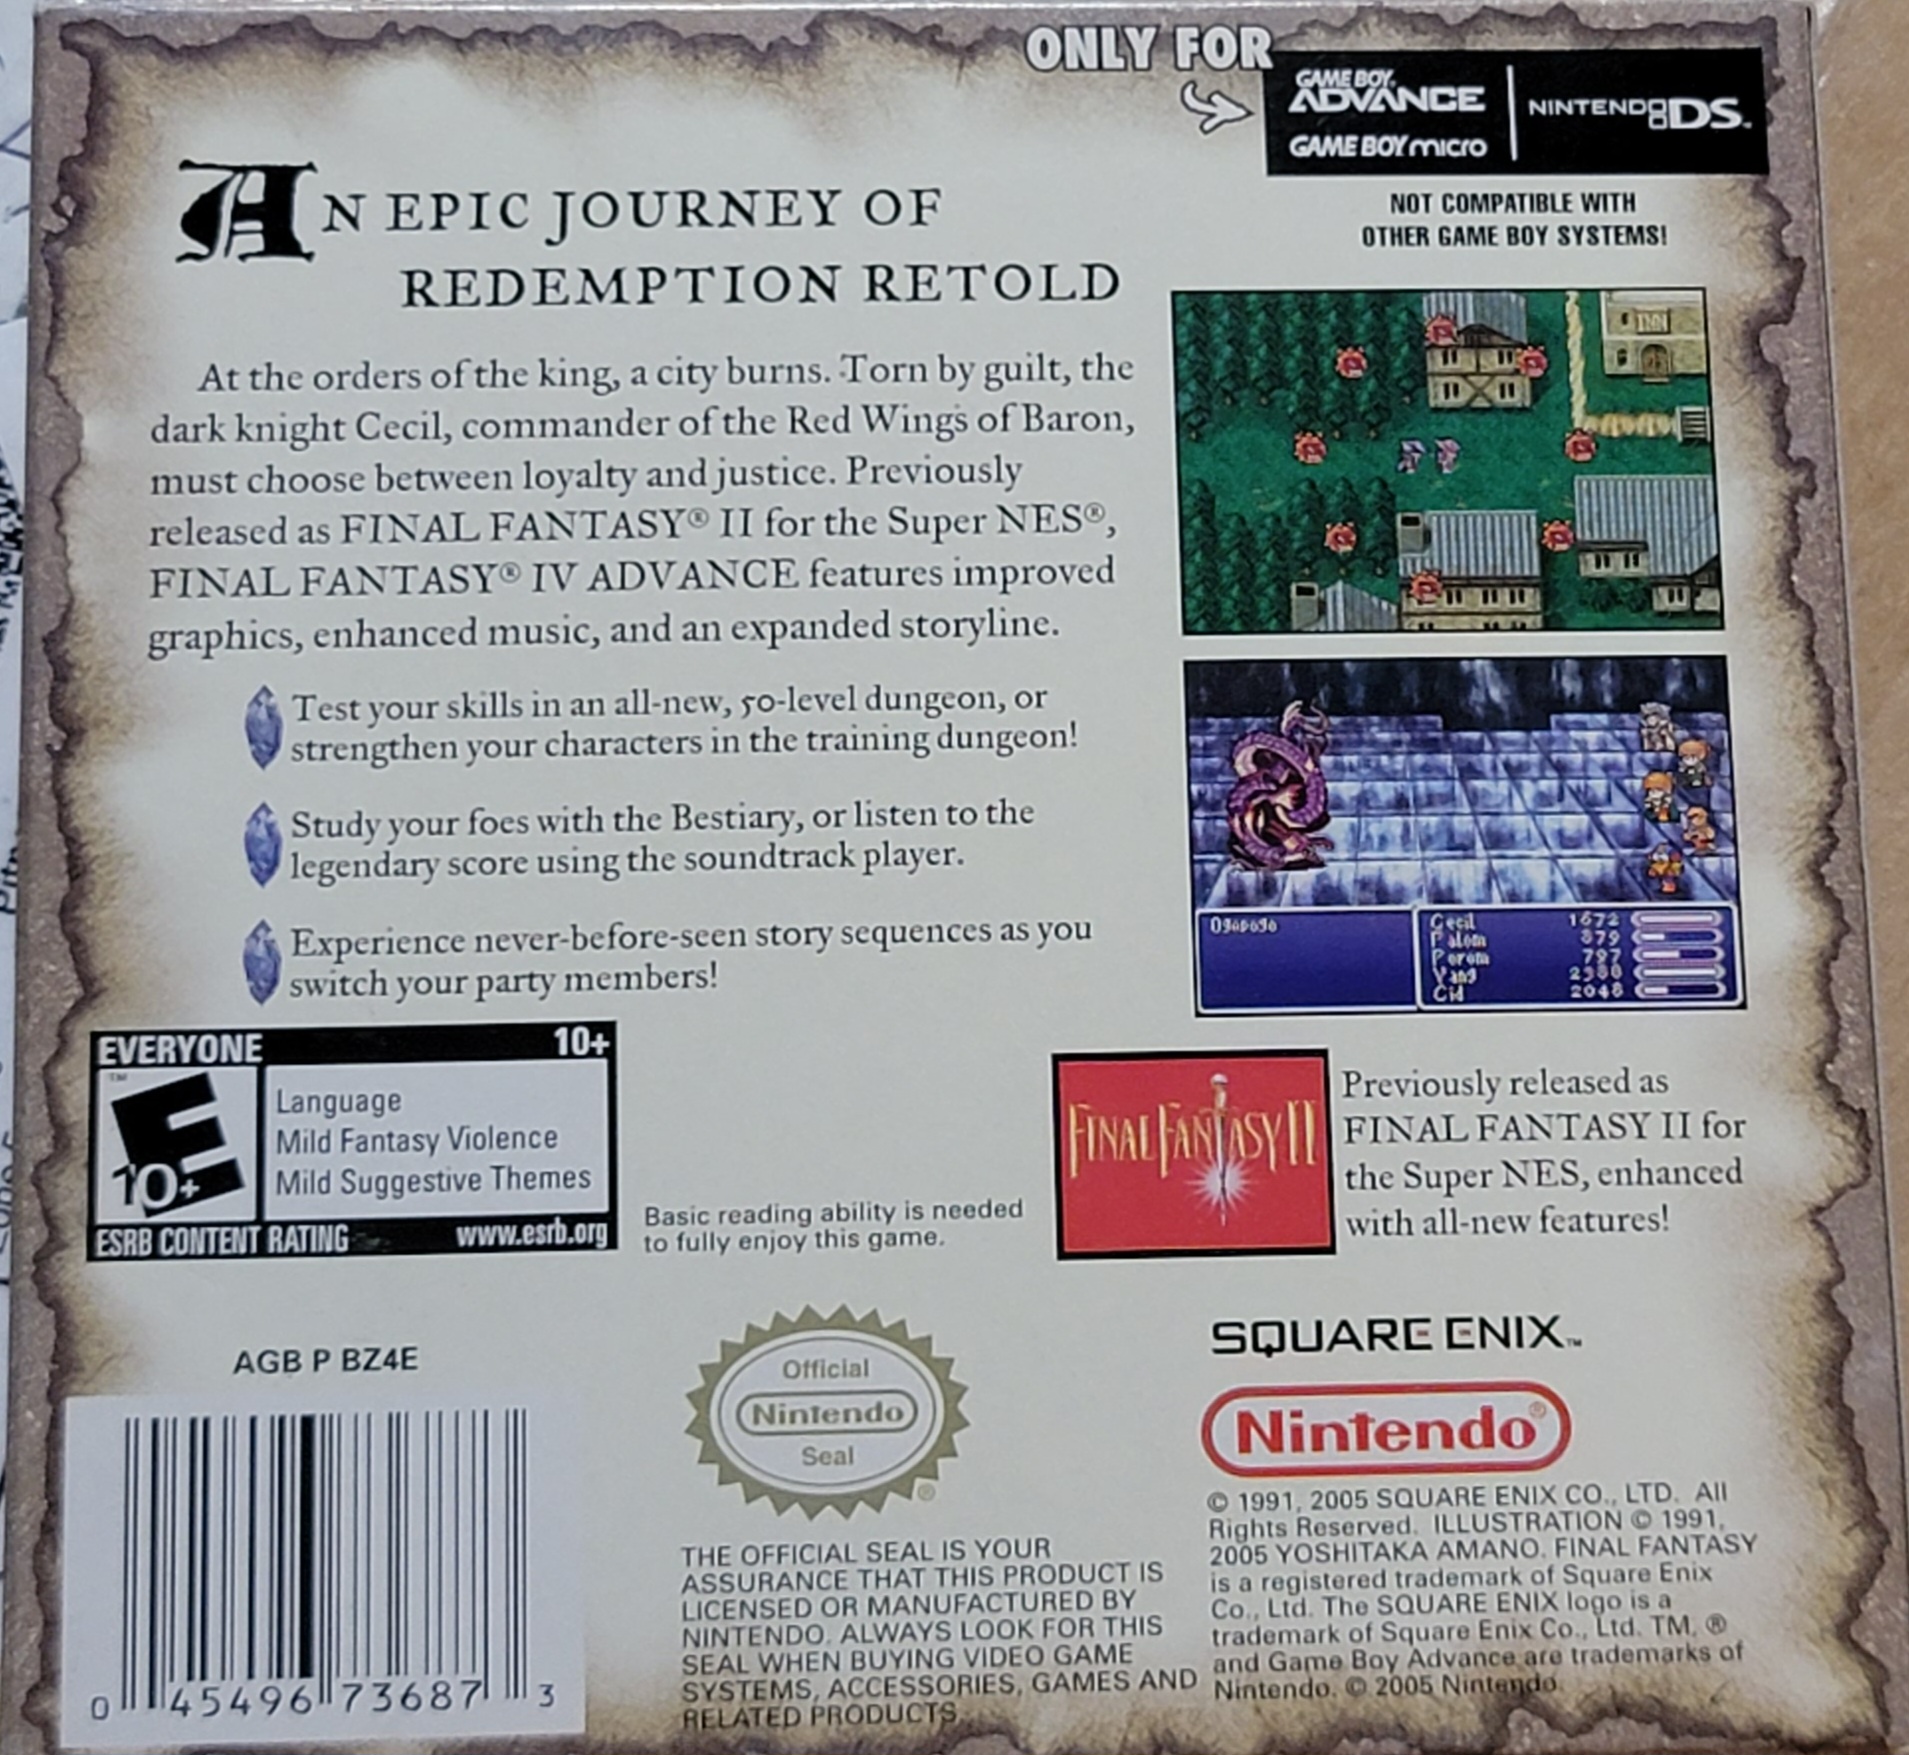 ONLY FOR
GAME BOY ADVANCE
GAME BOY micro
NINTENDO DS™
NOT COMPATIBLE WITH
OTHER GAME BOY SYSTEMS!
AN EPIC JOURNEY OF
REDEMPTION RETOLD
At the orders of the king, a city burns. Torn by guilt, the
dark knight Cecil, commander of the Red Wings of Baron,
must choose between loyalty and justice. Previously
released as FINAL FANTASY® II for the Super NES®,
FINAL FANTASY® IV ADVANCE features improved
graphics, enhanced music, and an expanded storyline.
Test your skills in an all-new, 50-level dungeon, or
strengthen your characters in the training dungeon!
Study your foes with the Bestiary, or listen to the
legendary score using the soundtrack player.
Experience never-before-seen story sequences as you
switch your party members!
INN
Ogopogo
Cecil 1672
Palom 879
Porom 797
Yang
Cid 2048
EVERYONE 10+
E 10+
Language
Mild Fantasy Violence
Mild Suggestive Themes
ESRB CONTENT RATING www.esrb.org
Basic reading ability is needed
to fully enjoy this game.
FINAL FANTASY II
Previously released as
FINAL FANTASY II for
the Super NES, enhanced
with all-new features!
AGB P BZ4E
0 45496 73687 3
Official
Nintendo
Seal
®
THE OFFICIAL SEAL IS YOUR
ASSURANCE THAT THIS PRODUCT IS
LICENSED OR MANUFACTURED BY
NINTENDO. ALWAYS LOOK FOR THIS
SEAL WHEN BUYING VIDEO GAME
SYSTEMS, ACCESSORIES, GAMES AND
RELATED PRODUCTS.
SQUARE ENIX™
Nintendo®
© 1991, 2005 SQUARE ENIX CO., LTD. All
Rights Reserved. ILLUSTRATION © 1991,
2005 YOSHITAKA AMANO. FINAL FANTASY
is a registered trademark of Square Enix
Co., Ltd. The SQUARE ENIX logo is a
trademark of Square Enix Co., Ltd. TM, ®
and Game Boy Advance are trademarks of
Nintendo. © 2005 Nintendo.